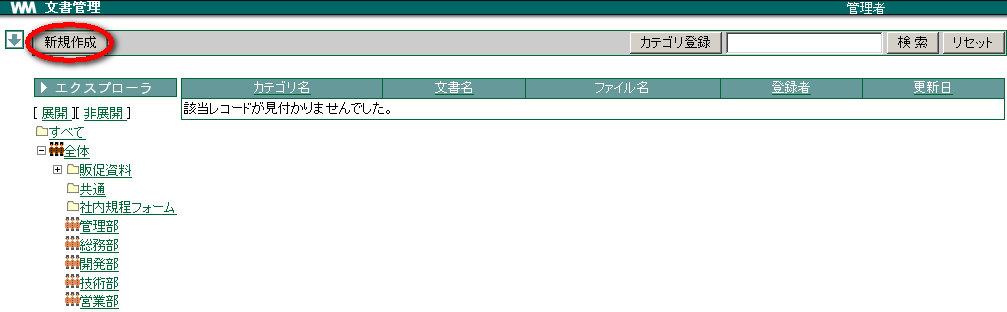 WM 文書管理 管理者
新規作成 カテゴリ登録 検 索 リセット
エクスプローラ カテゴリ名 文書名 ファイル名 登録者 更新日
[ 展開 ][ 非展開 ] 該当レコードが見付かりませんでした。
すべて
全体
販促資料
共通
社内規程フォーム
管理部
総務部
開発部
技術部
営業部